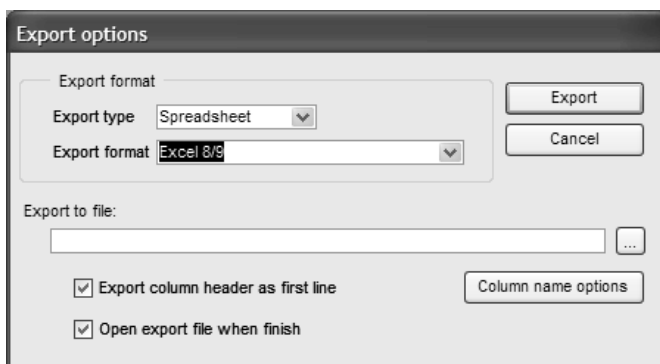 Export options
Export format
Export type Spreadsheet
Export format Excel 8/9
Export
Cancel
Export to file:
...
Export column header as first line
Column name options
Open export file when finish